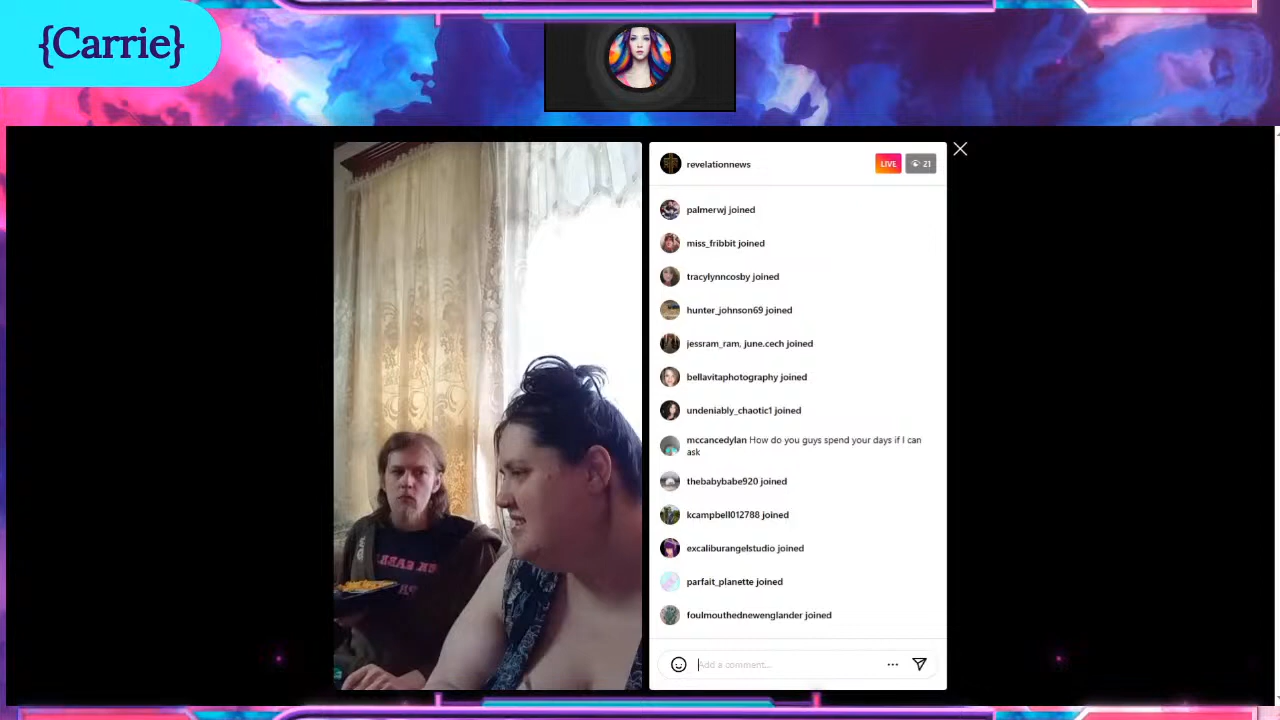 {Carrie}
revelationnews
LIVE
21
palmerwj joined
miss_fribbit joined
tracylynncosby joined
hunter_johnson69 joined
jessram_ram, june.cech joined
bellavitaphotography joined
undeniably_chaotic1 joined
mccancedylan How do you guys spend your days if I can
ask
thebabybabe920 joined
kcampbell012788 joined
excaliburangelstudio joined
parfait_planette joined
foulmouthednewenglander joined
Add a comment...